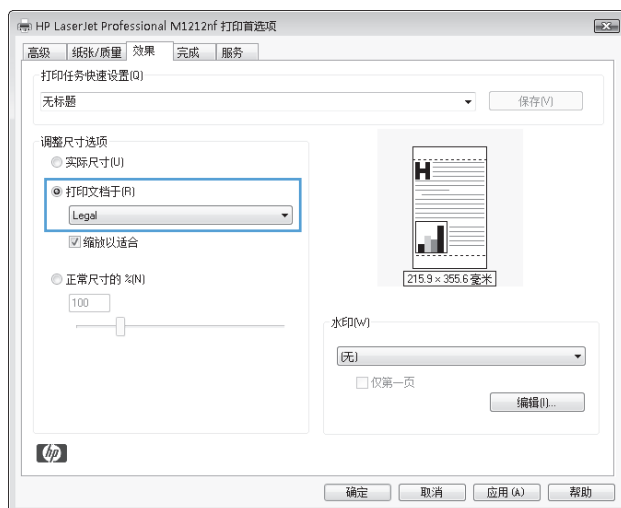 HP LaserJet Professional M1212nf 打印首选项
高级 纸张/质量 效果 完成 服务
打印任务快速设置(Q)
无标题 保存(V)
调整尺寸选项
实际尺寸(U)
打印文档于(R)
Legal
缩放以适合
正常尺寸的 %(N)
100
H
215.9 × 355.6 毫米
水印(W)
(无)
仅第一页
编辑(I)...
hp
确定 取消 应用(A) 帮助